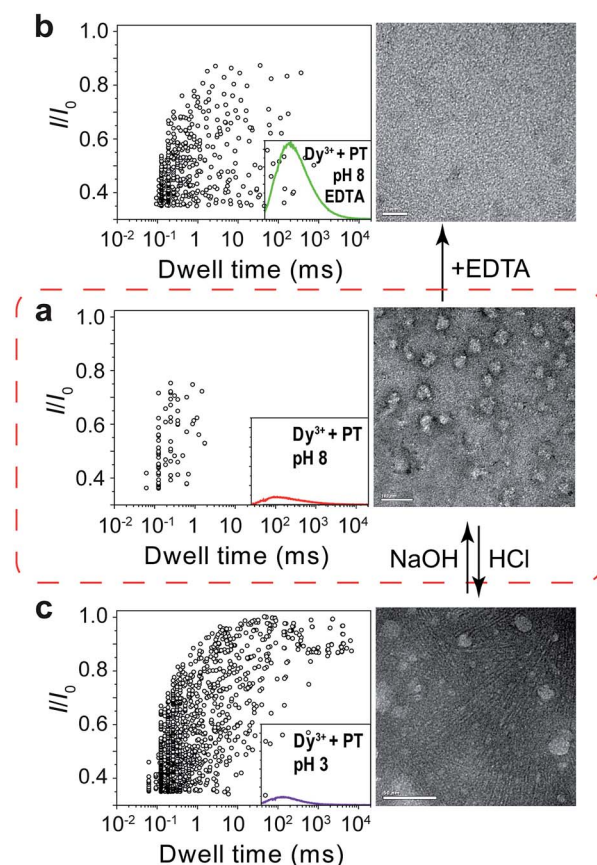 b
1.0
0.8
0.6
0.4
I/I0
Dy³⁺ + PT
pH 8
EDTA
10⁻² 10⁻¹ 1 10 10² 10³ 10⁴
Dwell time (ms)
+EDTA
a
1.0
0.8
0.6
0.4
I/I0
Dy³⁺ + PT
pH 8
10⁻² 10⁻¹ 1 10 10² 10³ 10⁴
Dwell time (ms)
NaOH HCl
c
1.0
0.8
0.6
0.4
I/I0
Dy³⁺ + PT
pH 3
10⁻² 10⁻¹ 1 10 10² 10³ 10⁴
Dwell time (ms)